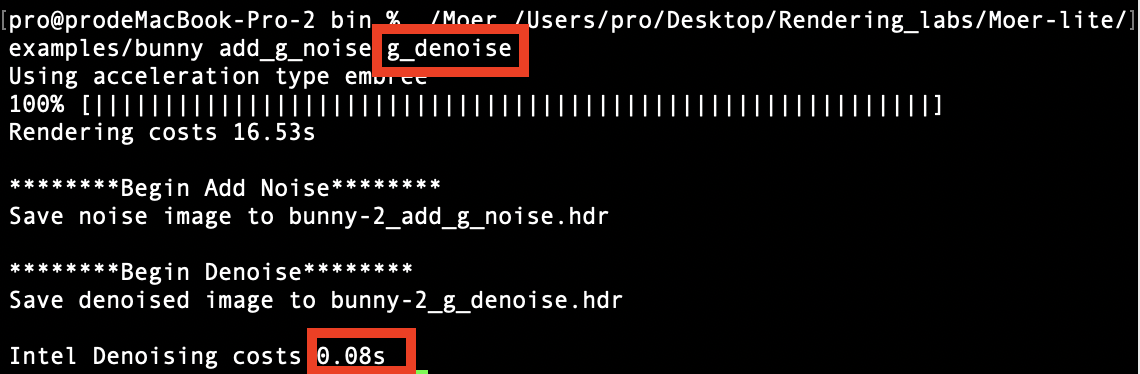 [pro@prodeMacBook-Pro-2 bin % ./Moer /Users/pro/Desktop/Rendering_labs/Moer-lite/]
examples/bunny add_g_noise g_denoise
Using acceleration type embree
100% [||||||||||||||||||||||||||||||||||||||||||||||||||||||||||||]
Rendering costs 16.53s
********Begin Add Noise********
Save noise image to bunny-2_add_g_noise.hdr
********Begin Denoise********
Save denoised image to bunny-2_g_denoise.hdr
Intel Denoising costs 0.08s